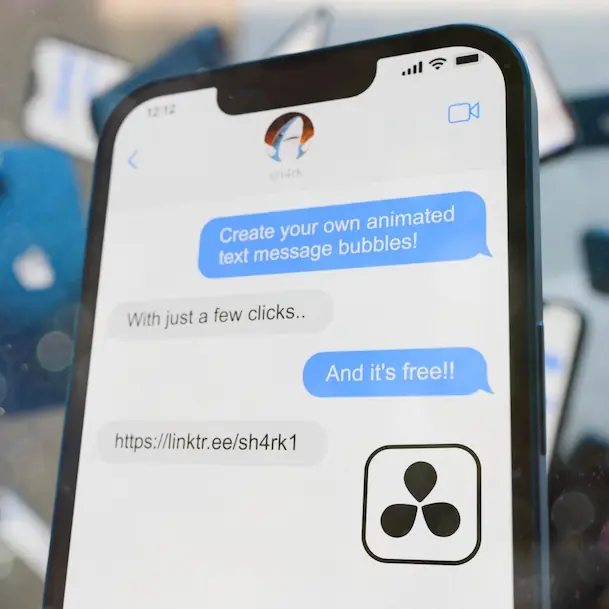 12:12
sh4rk
Create your own animated
text message bubbles!
With just a few clicks..
And it's free!!
https://linktr.ee/sh4rk1